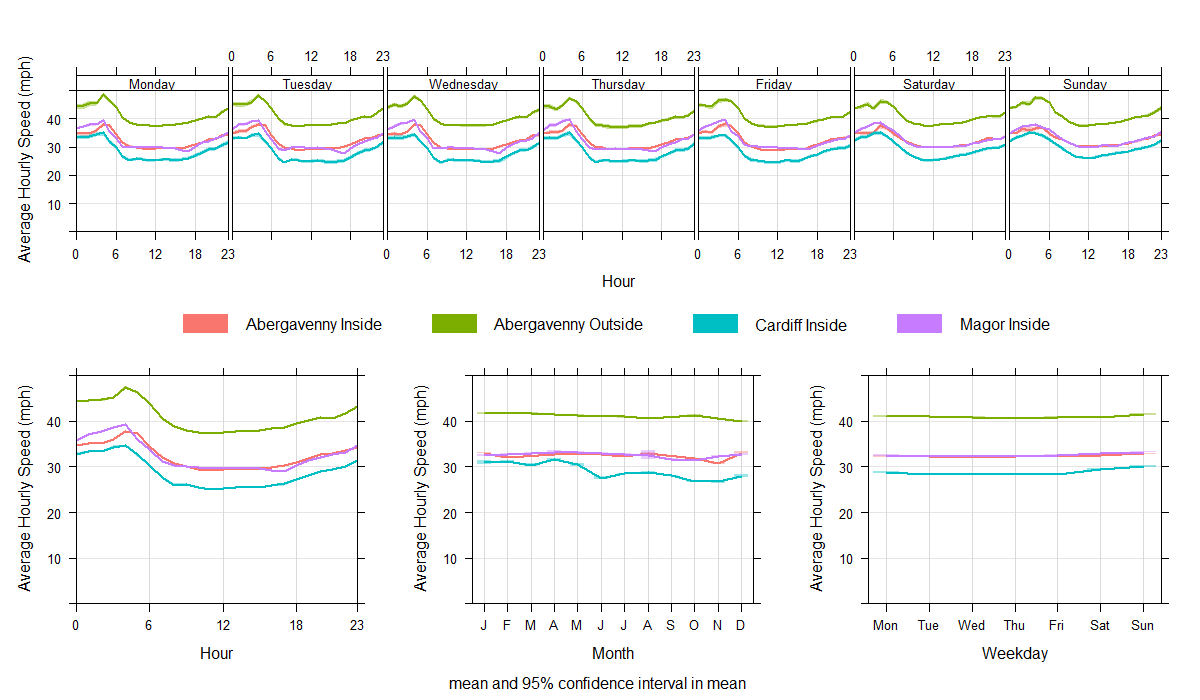 0 6 12 18 23 0 6 12 18 23 0 6 12 18 23
Monday Tuesday Wednesday Thursday Friday Saturday Sunday
Average Hourly Speed (mph)
40
30
20
10
0 6 12 18 23 0 6 12 18 23 0 6 12 18 23 0 6 12 18 23
Hour
Abergavenny Inside Abergavenny Outside Cardiff Inside Magor Inside
Average Hourly Speed (mph)
40
30
20
10
0 6 12 18 23
Hour
Average Hourly Speed (mph)
40
30
20
10
J F M A M J J A S O N D
Month
Average Hourly Speed (mph)
40
30
20
10
Mon Tue Wed Thu Fri Sat Sun
Weekday
mean and 95% confidence interval in mean